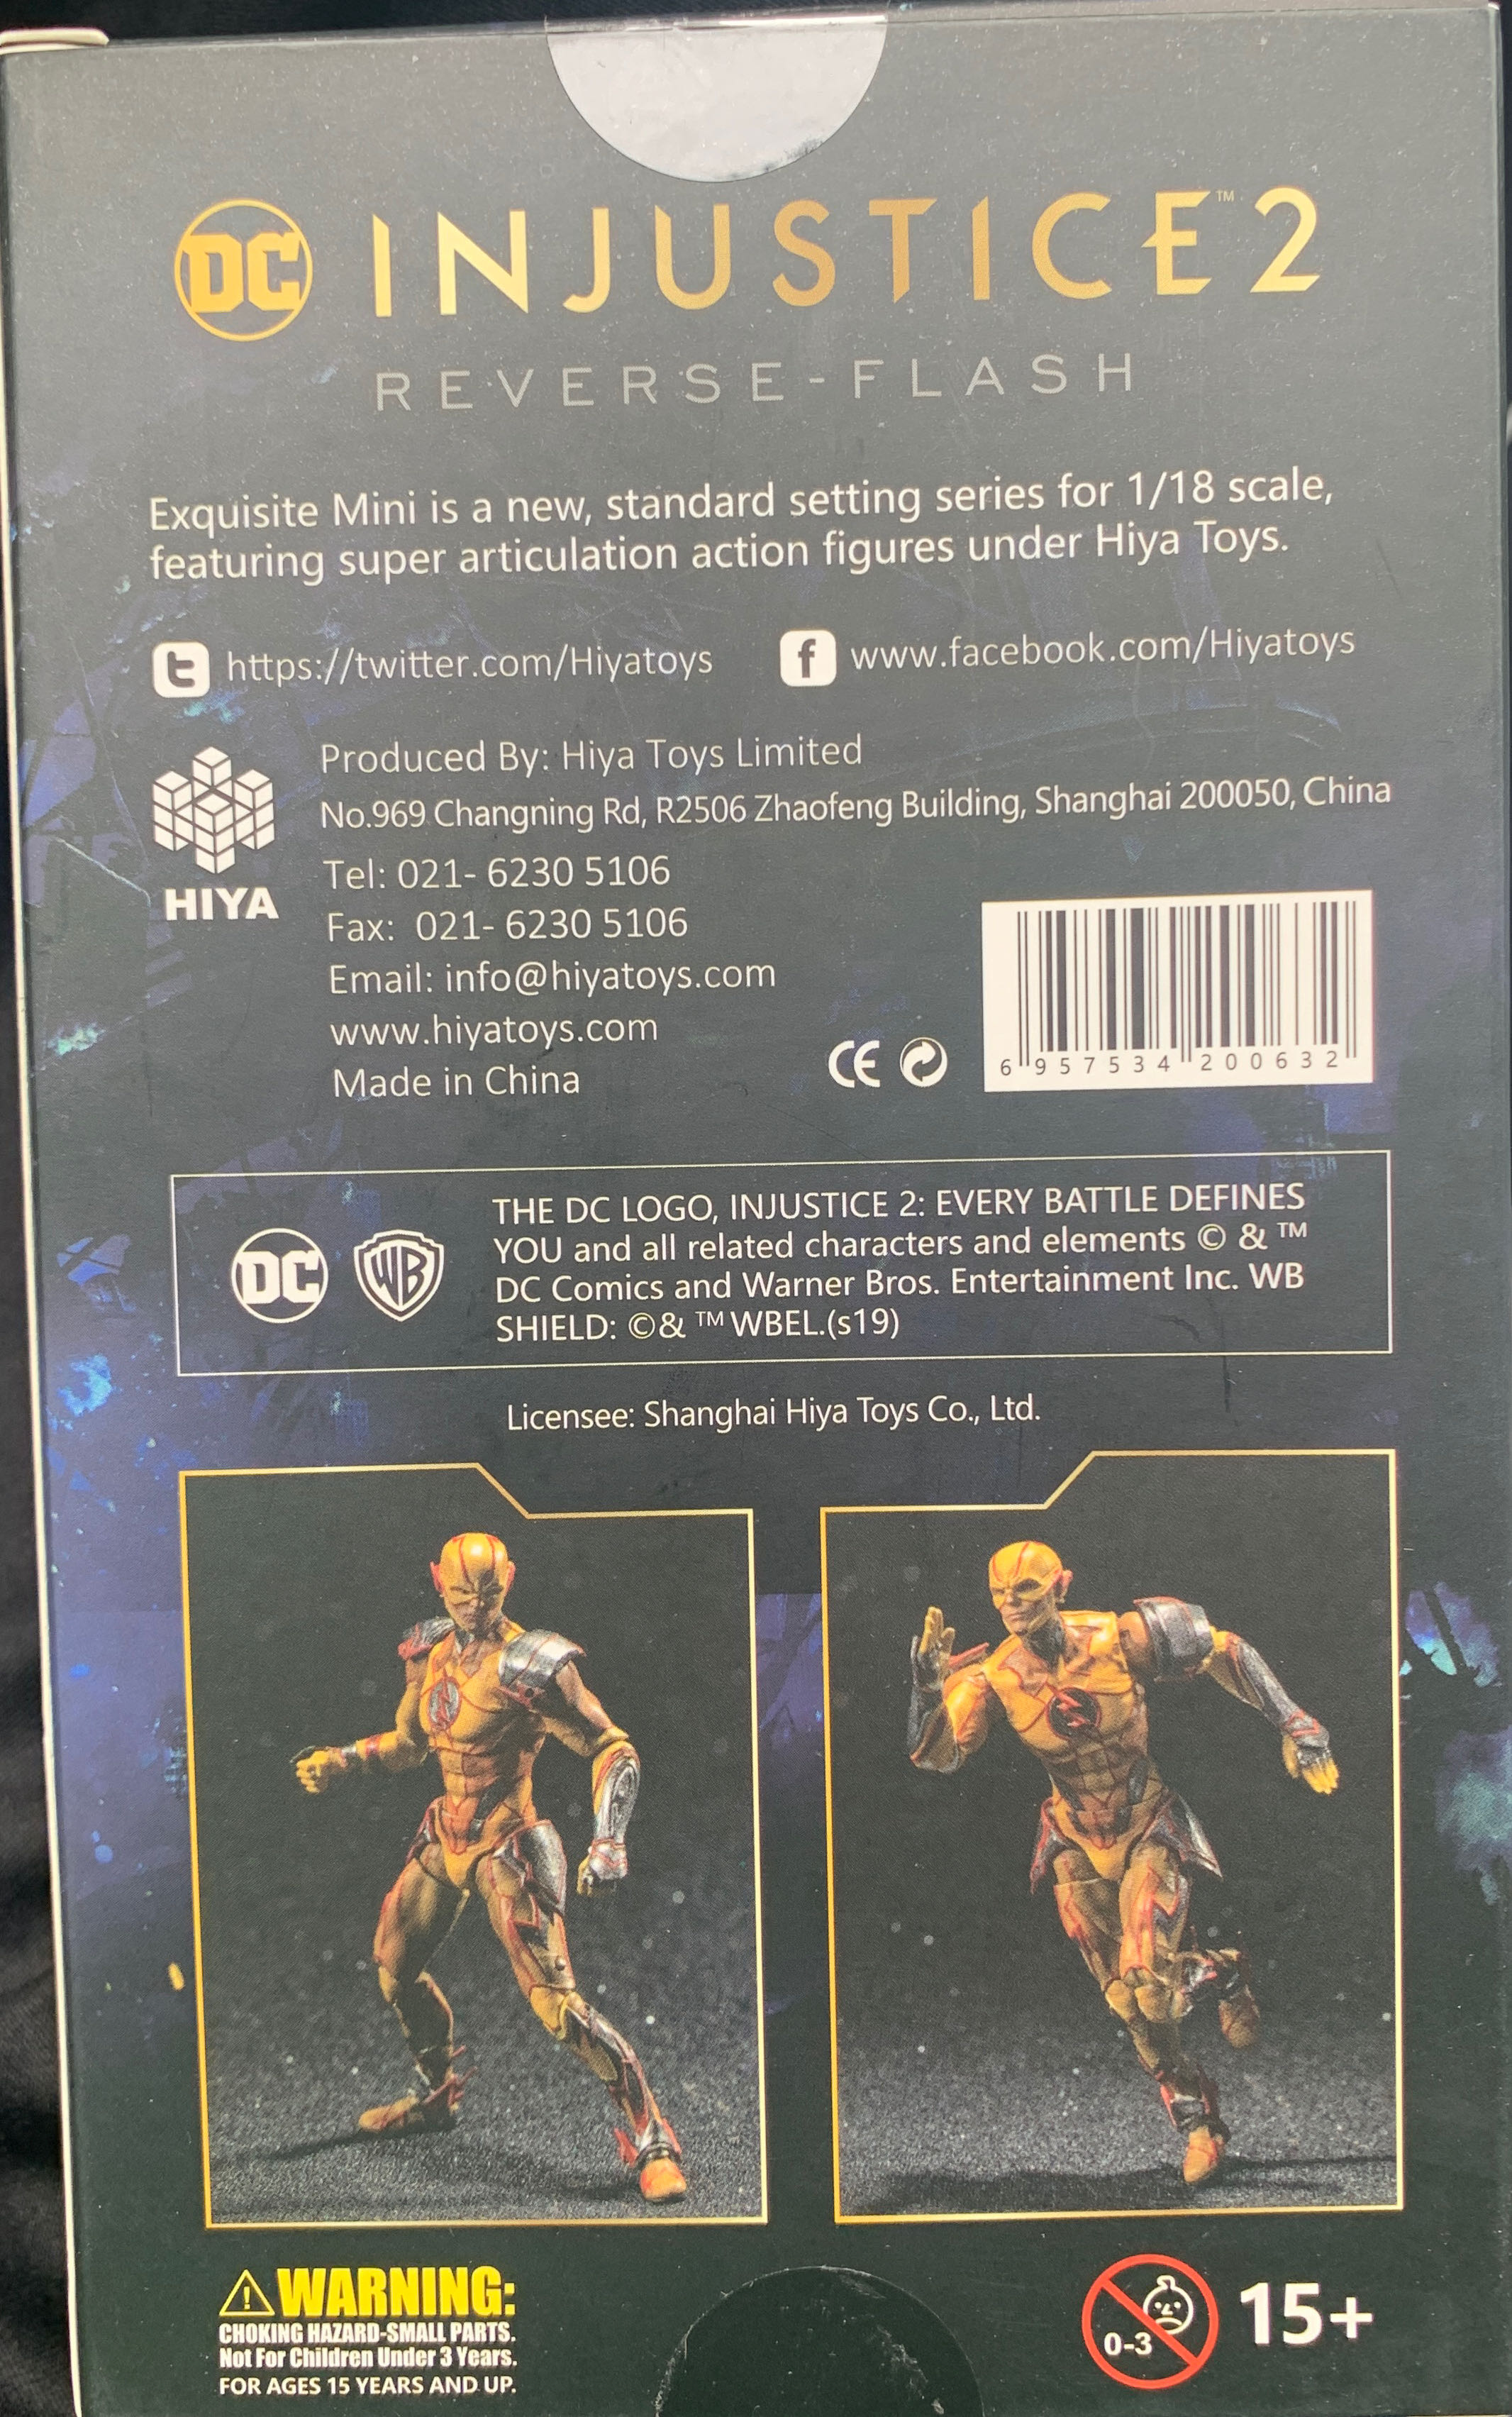 DC INJUSTICE™2
REVERSE-FLASH
Exquisite Mini is a new, standard setting series for 1/18 scale,
featuring super articulation action figures under Hiya Toys.
https://twitter.com/Hiyatoys
www.facebook.com/Hiyatoys
Produced By: Hiya Toys Limited
No.969 Changning Rd, R2506 Zhaofeng Building, Shanghai 200050, China
HIYA
Tel: 021- 6230 5106
Fax: 021- 6230 5106
Email: info@hiyatoys.com
www.hiyatoys.com
Made in China
CE
6 957534 200632
DC WB
THE DC LOGO, INJUSTICE 2: EVERY BATTLE DEFINES
YOU and all related characters and elements © & ™
DC Comics and Warner Bros. Entertainment Inc. WB
SHIELD: ©& ™ WBEL.(s19)
Licensee: Shanghai Hiya Toys Co., Ltd.
WARNING:
CHOKING HAZARD-SMALL PARTS.
Not For Children Under 3 Years.
FOR AGES 15 YEARS AND UP.
0-3
15+